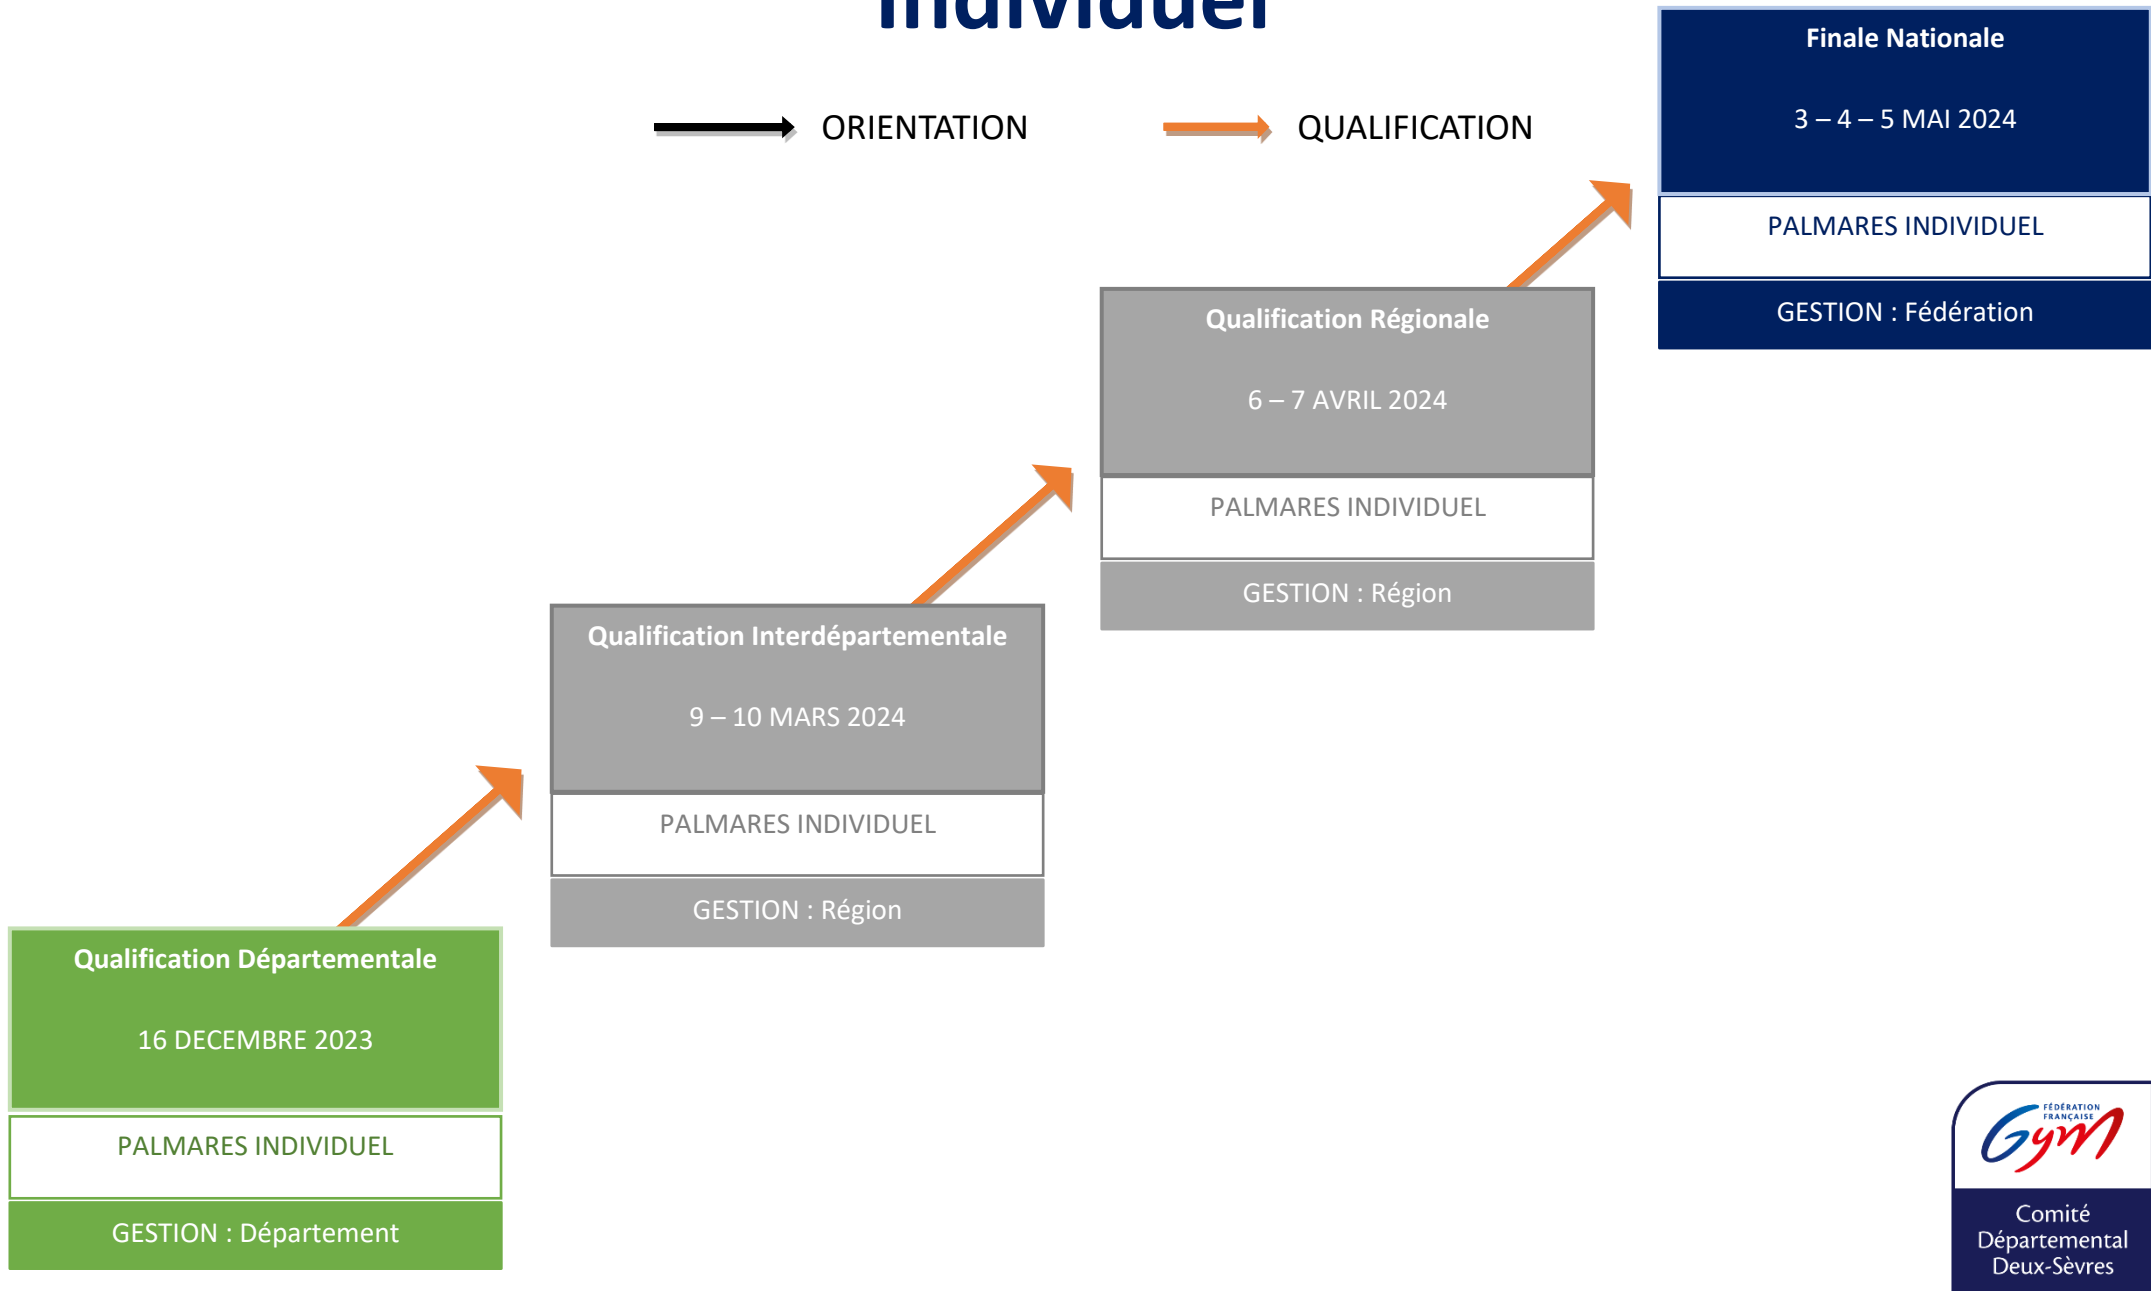 Individuel
ORIENTATION
QUALIFICATION
Finale Nationale
3 – 4 – 5 MAI 2024
PALMARES INDIVIDUEL
GESTION : Fédération
Qualification Régionale
6 – 7 AVRIL 2024
PALMARES INDIVIDUEL
GESTION : Région
Qualification Interdépartementale
9 – 10 MARS 2024
PALMARES INDIVIDUEL
GESTION : Région
Qualification Départementale
16 DECEMBRE 2023
PALMARES INDIVIDUEL
GESTION : Département
FÉDÉRATION
FRANÇAISE
Gym
Comité
Départemental
Deux-Sèvres